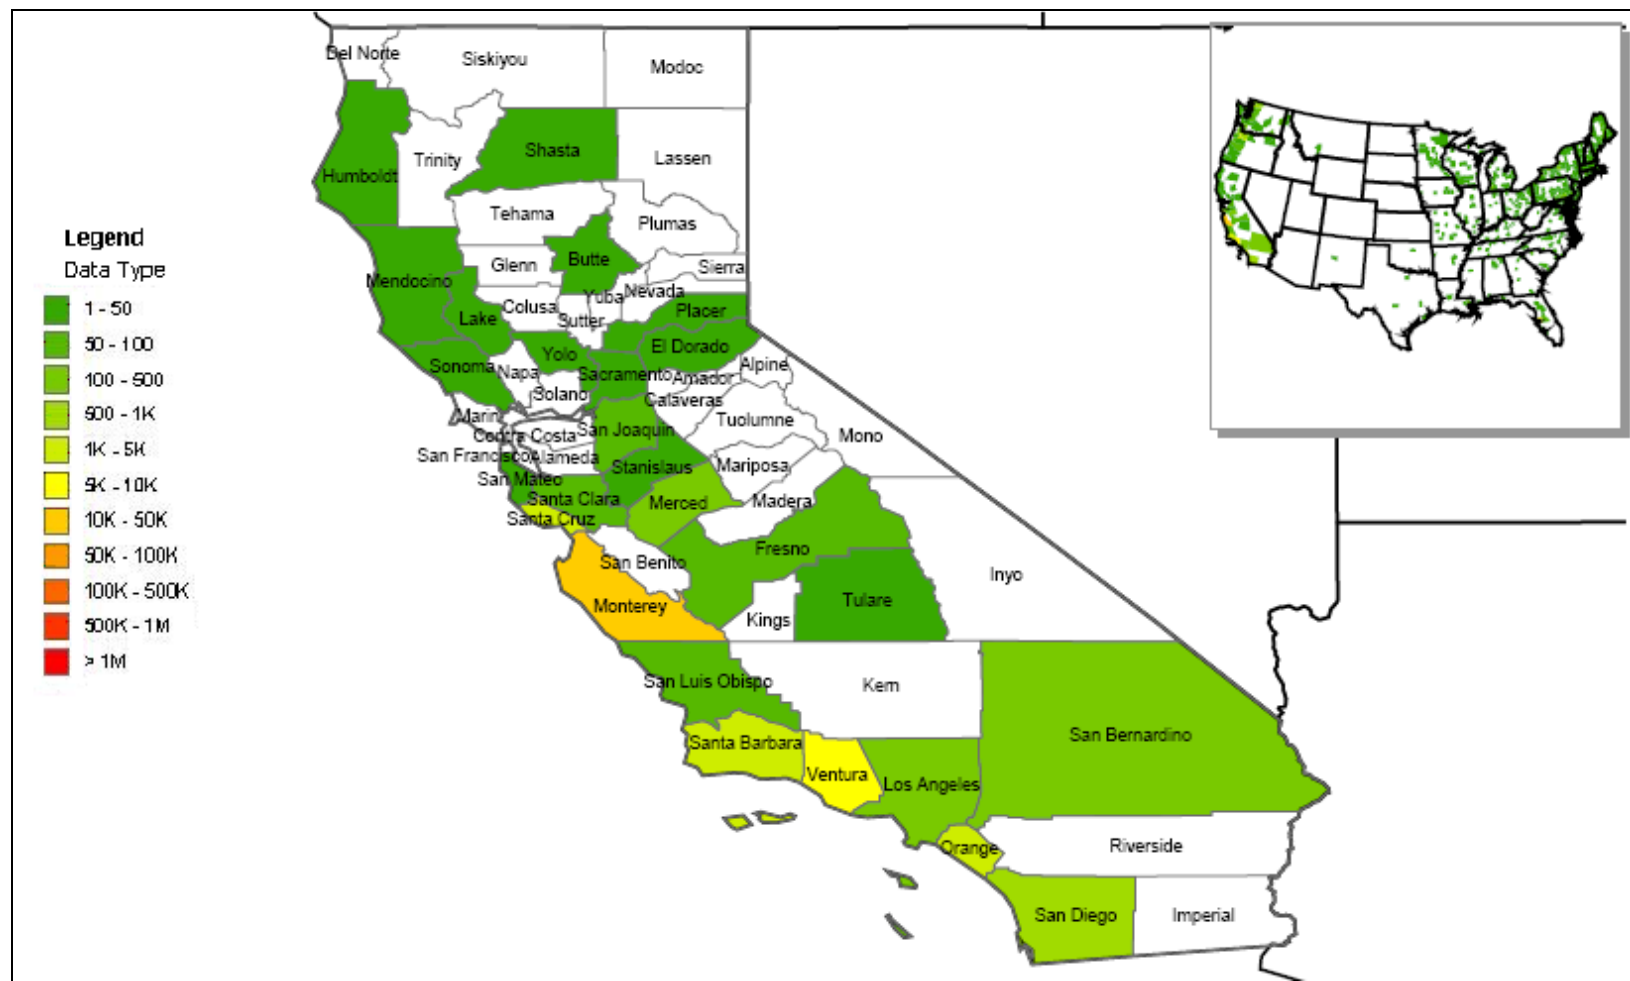 Del Norte
Siskiyou
Modoc
Humboldt
Trinity
Shasta
Lassen
Tehama
Plumas
Legend
Data Type
1 - 50
50 - 100
100 - 500
500 - 1K
1K - 5K
5K - 10K
10K - 50K
50K - 100K
100K - 500K
500K - 1M
> 1M
Mendocino
Glenn
Butte
Sierra
Lake
Colusa
Sutter
Yuba
Nevada
Placer
Sonoma
Napa
Yolo
Solano
Sacramento
El Dorado
Amador
Alpine
Marin
Calaveras
Tuolumne
Mono
Contra Costa
San Joaquin
San Francisco
Alameda
Stanislaus
Mariposa
San Mateo
Santa Clara
Merced
Madera
Santa Cruz
San Benito
Fresno
Inyo
Monterey
Kings
Tulare
San Luis Obispo
Kern
San Bernardino
Santa Barbara
Ventura
Los Angeles
Orange
Riverside
San Diego
Imperial